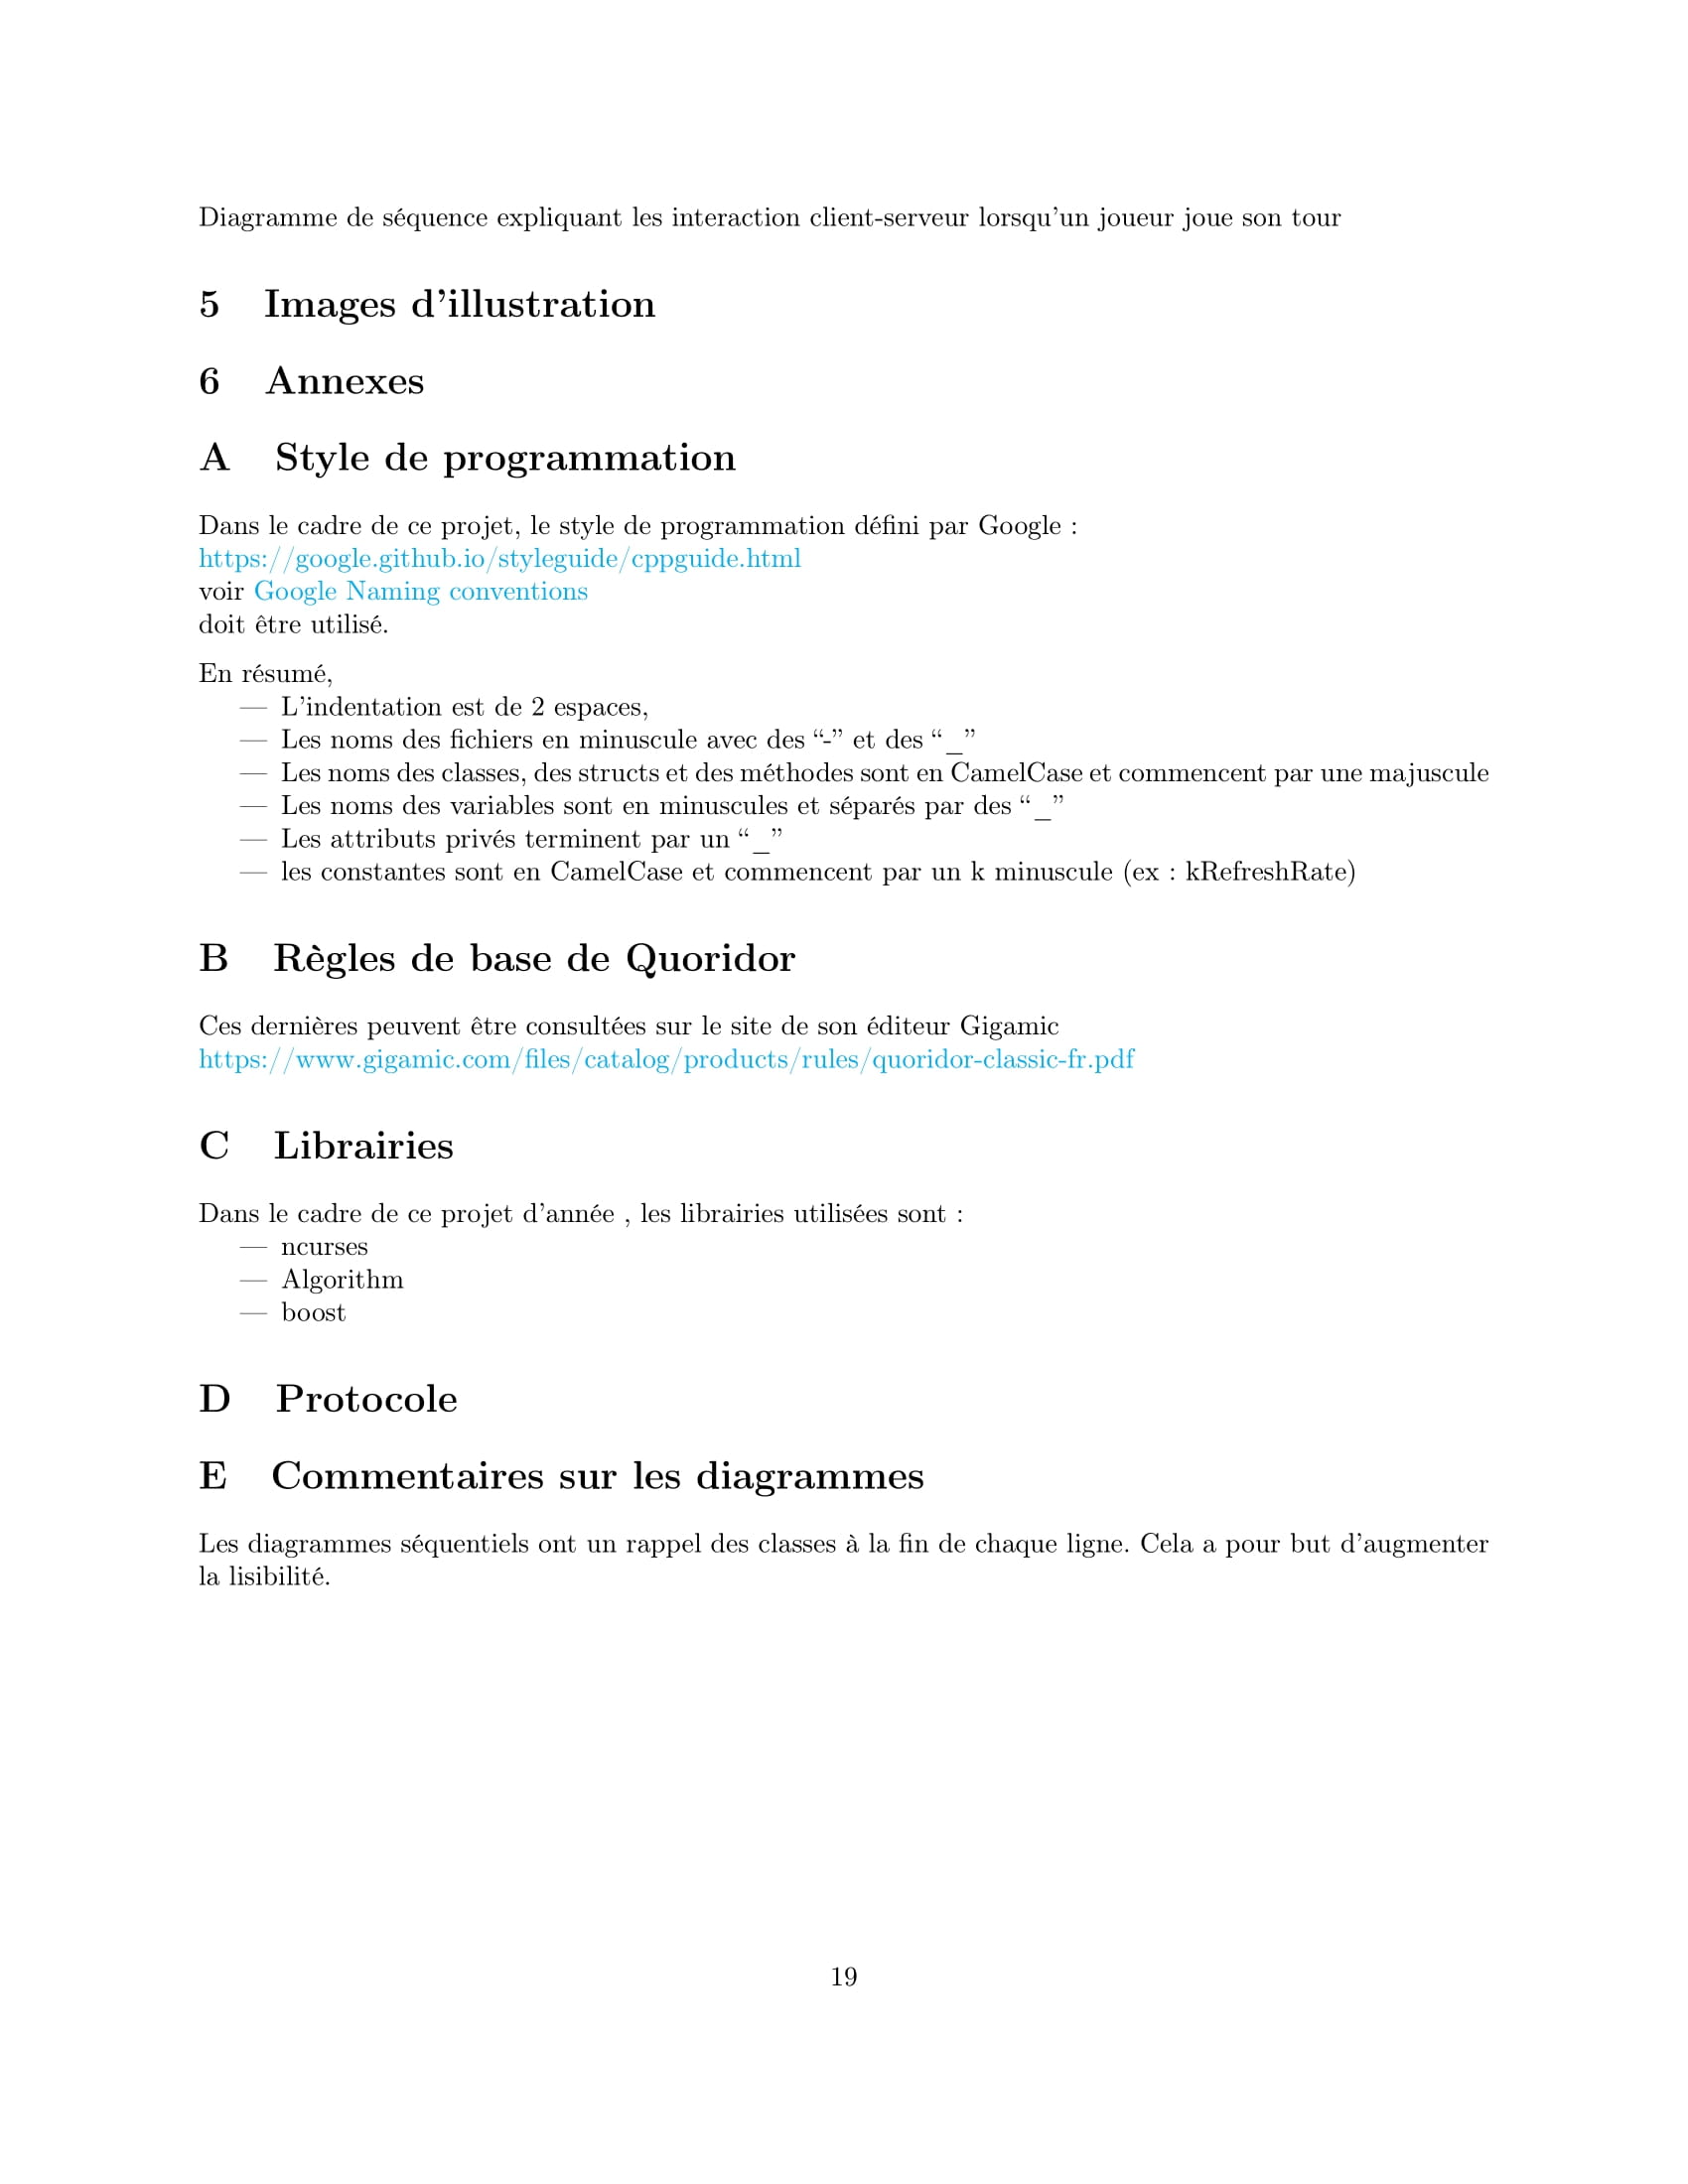 Diagramme de séquence expliquant les interaction client-serveur lorsqu'un joueur joue son tour
5 Images d'illustration
6 Annexes
A Style de programmation
Dans le cadre de ce projet, le style de programmation défini par Google :
https://google.github.io/styleguide/cppguide.html
voir Google Naming conventions
doit être utilisé.
En résumé,
— L'indentation est de 2 espaces,
— Les noms des fichiers en minuscule avec des “-” et des “_”
— Les noms des classes, des structs et des méthodes sont en CamelCase et commencent par une majuscule
— Les noms des variables sont en minuscules et séparés par des “_”
— Les attributs privés terminent par un “_”
— les constantes sont en CamelCase et commencent par un k minuscule (ex : kRefreshRate)
B Règles de base de Quoridor
Ces dernières peuvent être consultées sur le site de son éditeur Gigamic
https://www.gigamic.com/files/catalog/products/rules/quoridor-classic-fr.pdf
C Librairies
Dans le cadre de ce projet d'année , les librairies utilisées sont :
— ncurses
— Algorithm
— boost
D Protocole
E Commentaires sur les diagrammes
Les diagrammes séquentiels ont un rappel des classes à la fin de chaque ligne. Cela a pour but d'augmenter
la lisibilité.
19